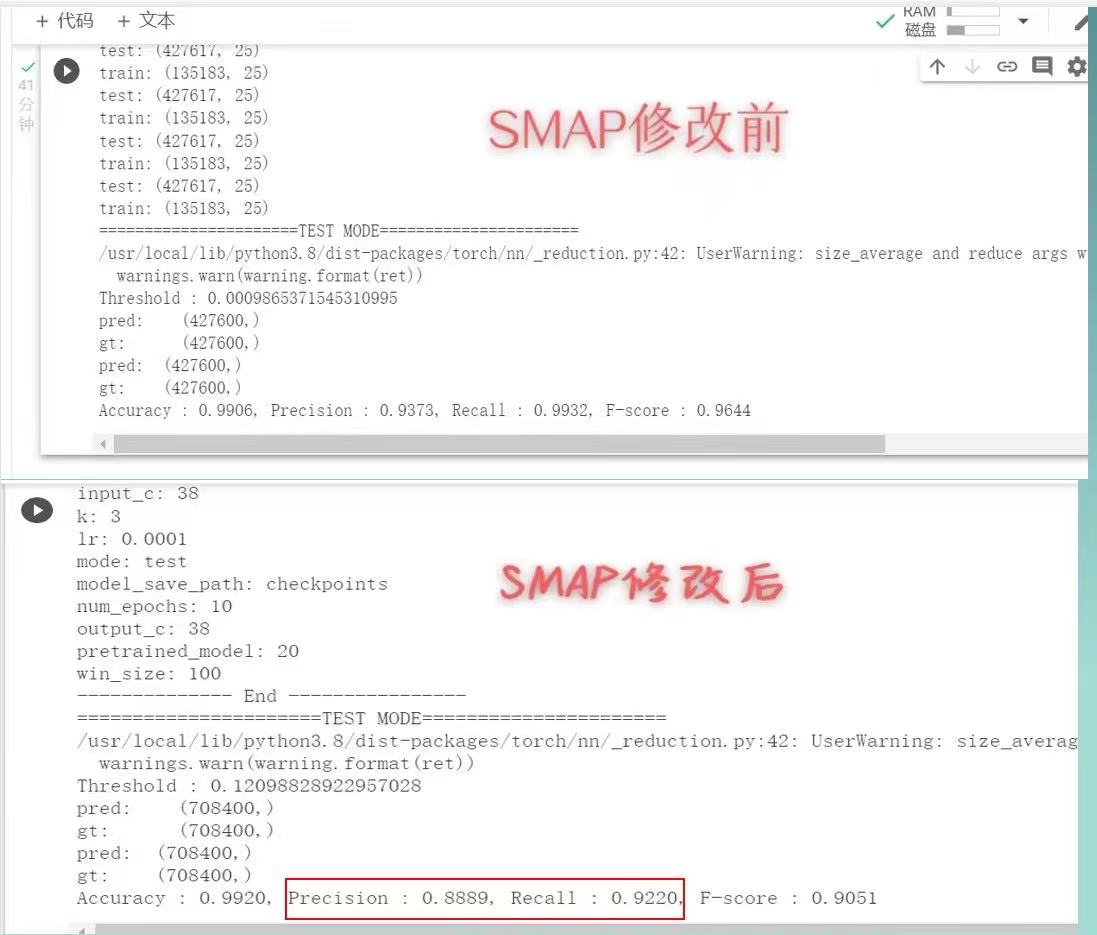 + 代码 + 文本
RAM
磁盘
41
分
钟
test: (427617, 25)
train: (135183, 25)
test: (427617, 25)
train: (135183, 25)
test: (427617, 25)
train: (135183, 25)
test: (427617, 25)
train: (135183, 25)
SMAP修改前
======================TEST MODE======================
/usr/local/lib/python3.8/dist-packages/torch/nn/_reduction.py:42: UserWarning: size_average and reduce args w
warnings.warn(warning.format(ret))
Threshold : 0.0009865371545310995
pred: (427600,)
gt: (427600,)
pred: (427600,)
gt: (427600,)
Accuracy : 0.9906, Precision : 0.9373, Recall : 0.9932, F-score : 0.9644
input_c: 38
k: 3
lr: 0.0001
mode: test
model_save_path: checkpoints
num_epochs: 10
output_c: 38
pretrained_model: 20
win_size: 100
SMAP修改后
-------------- End ----------------
======================TEST MODE======================
/usr/local/lib/python3.8/dist-packages/torch/nn/_reduction.py:42: UserWarning: size_averag
warnings.warn(warning.format(ret))
Threshold : 0.12098828922957028
pred: (708400,)
gt: (708400,)
pred: (708400,)
gt: (708400,)
Accuracy : 0.9920, Precision : 0.8889, Recall : 0.9220, F-score : 0.9051